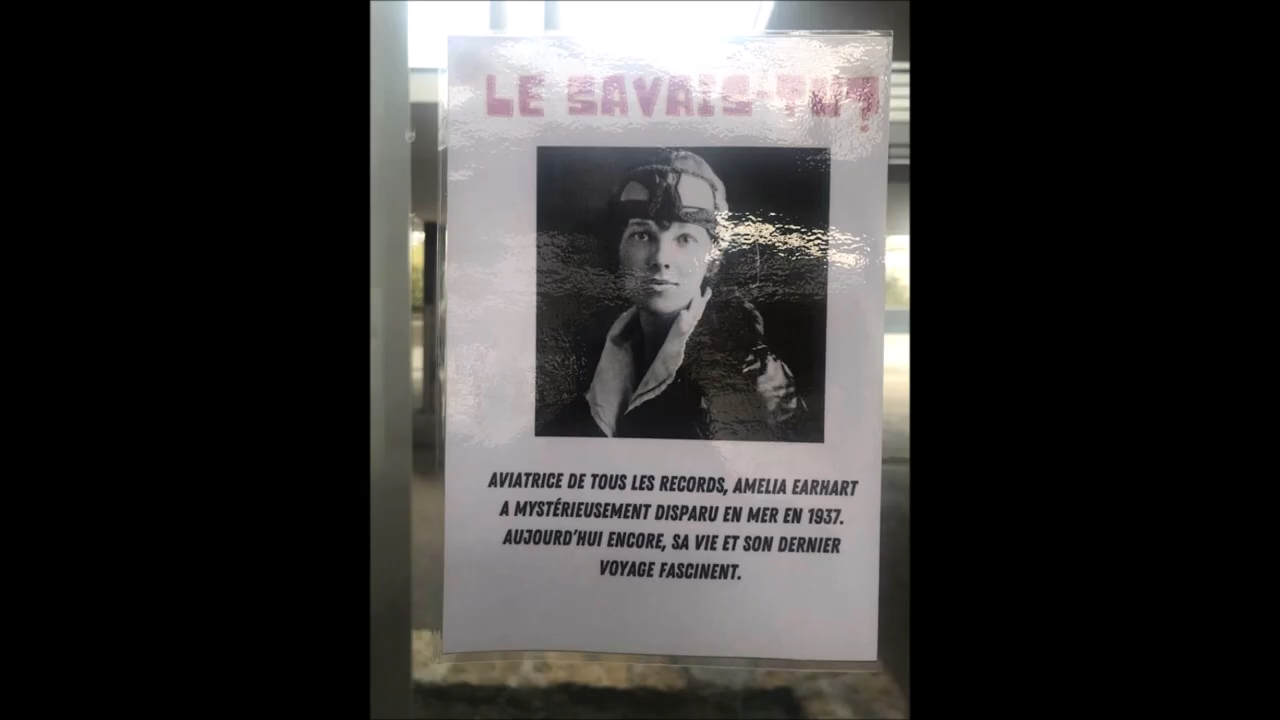 LE SAVAIS-TU?
AVIATRICE DE TOUS LES RECORDS, AMELIA EARHART
A MYSTÉRIEUSEMENT DISPARU EN MER EN 1937.
AUJOURD'HUI ENCORE, SA VIE ET SON DERNIER
VOYAGE FASCINENT.